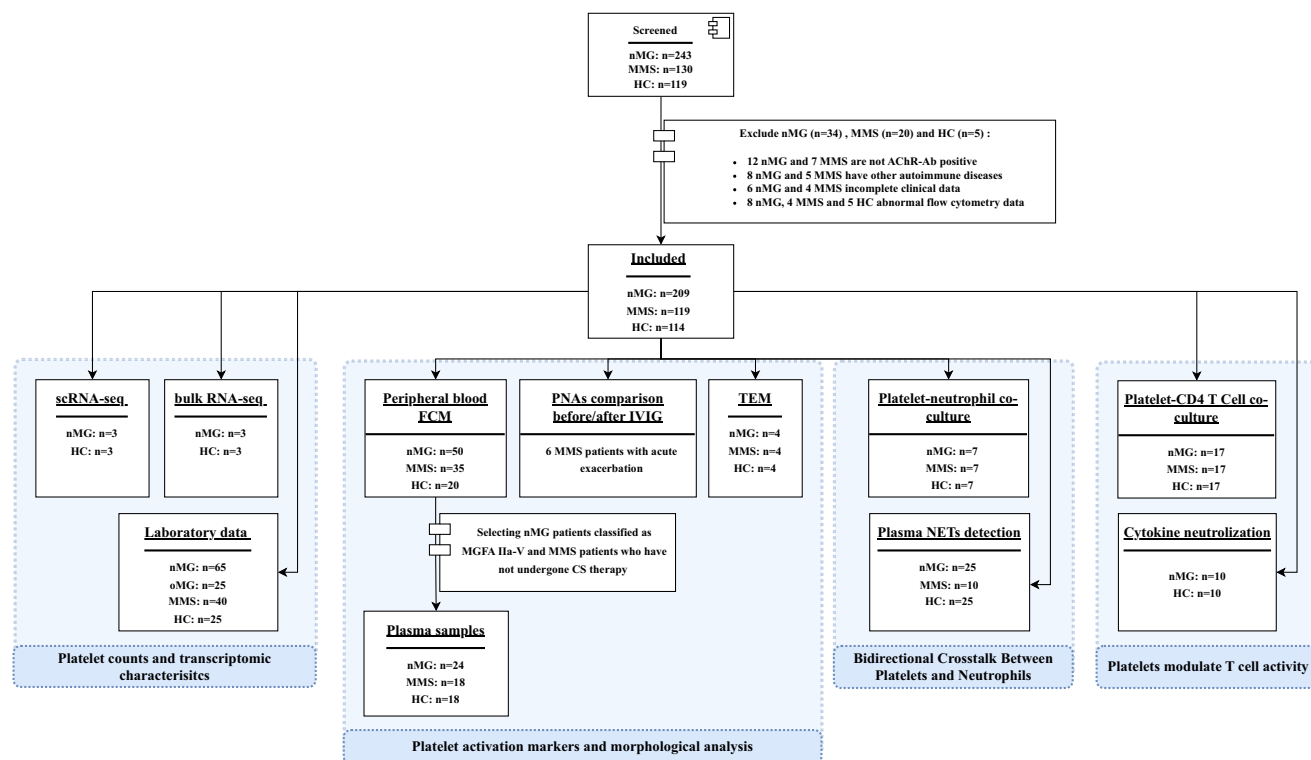 Screened
nMG: n=243
MMS: n=130
HC: n=119
Exclude nMG (n=34) , MMS (n=20) and HC (n=5) :
• 12 nMG and 7 MMS are not AChR-Ab positive
• 8 nMG and 5 MMS have other autoimmune diseases
• 6 nMG and 4 MMS incomplete clinical data
• 8 nMG, 4 MMS and 5 HC abnormal flow cytometry data
Included
nMG: n=209
MMS: n=119
HC: n=114
scRNA-seq
nMG: n=3
HC: n=3
bulk RNA-seq
nMG: n=3
HC: n=3
Laboratory data
nMG: n=65
oMG: n=25
MMS: n=40
HC: n=25
Platelet counts and transcriptomic
characterisitcs
Peripheral blood
FCM
nMG: n=50
MMS: n=35
HC: n=20
PNAs comparison
before/after IVIG
6 MMS patients with acute
exacerbation
TEM
nMG: n=4
MMS: n=4
HC: n=4
Selecting nMG patients classified as
MGFA IIa-V and MMS patients who have
not undergone CS therapy
Plasma samples
nMG: n=24
MMS: n=18
HC: n=18
Platelet activation markers and morphological analysis
Platelet-neutrophil co-
culture
nMG: n=7
MMS: n=7
HC: n=7
Plasma NETs detection
nMG: n=25
MMS: n=10
HC: n=25
Bidirectional Crosstalk Between
Platelets and Neutrophils
Platelet-CD4 T Cell co-
culture
nMG: n=17
MMS: n=17
HC: n=17
Cytokine neutrolization
nMG: n=10
HC: n=10
Platelets modulate T cell activity